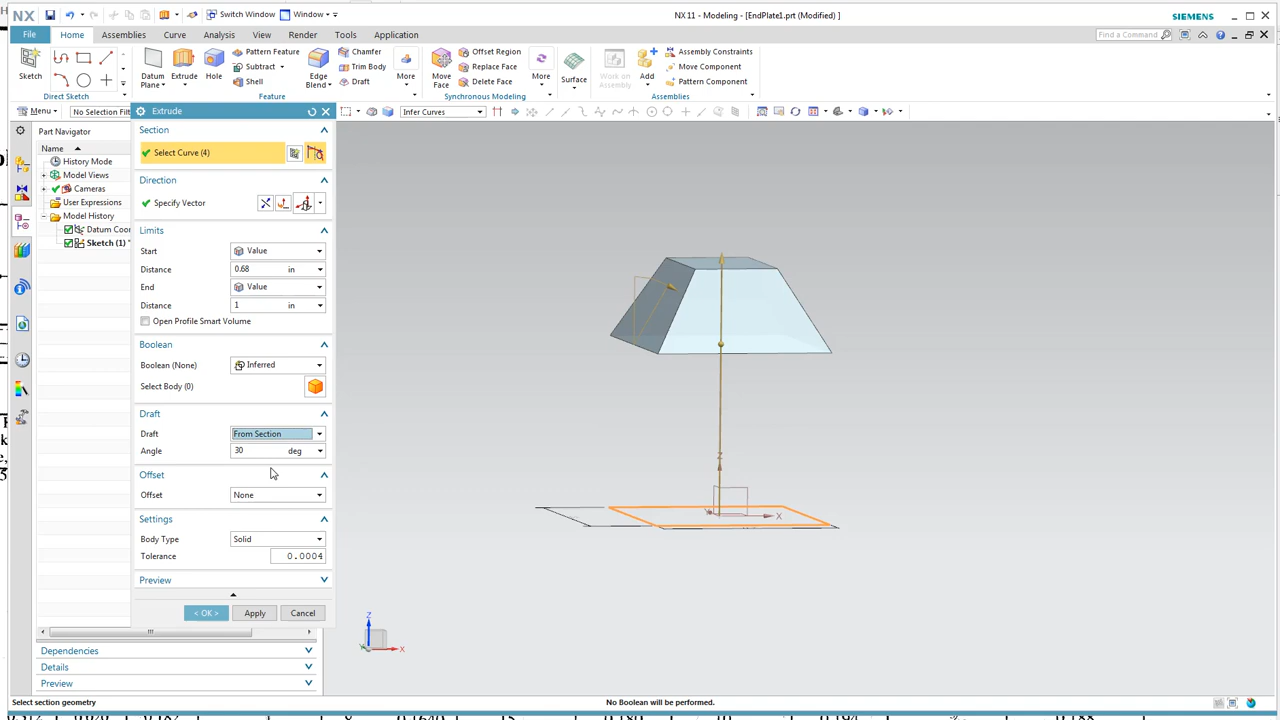 NX Switch Window Window NX 11 - Modeling - [EndPlate1.prt (Modified) ] SIEMENS
File Home Assemblies Curve Analysis View Render Tools Application Find a Command
Pattern Feature Chamfer Offset Region Assembly Constraints
Subtract Trim Body Replace Face Move Component
Shell Draft Delete Face Pattern Component
Sketch Datum Plane Extrude Hole Edge Blend More Move Face More Surface Work on Assembly Add
Direct Sketch Feature Synchronous Modeling Assemblies
Menu No Selection Filt Extrude Infer Curves
Part Navigator
Name
History Mode
Model Views
Cameras
User Expressions
Model History
Datum Coor
Sketch (1) "
Section
Select Curve (4)
Direction
Specify Vector
Limits
Start Value
Distance 0.68 in
End Value
Distance 1 in
Open Profile Smart Volume
Boolean
Boolean (None) Inferred
Select Body (0)
Draft
Draft From Section
Angle 30 deg
Offset
Offset None
Settings
Body Type Solid
Tolerance 0.0004
Preview
< OK > Apply Cancel
Dependencies
Details
Preview
Z
X
Y
Z
X
Select section geometry No Boolean will be performed.